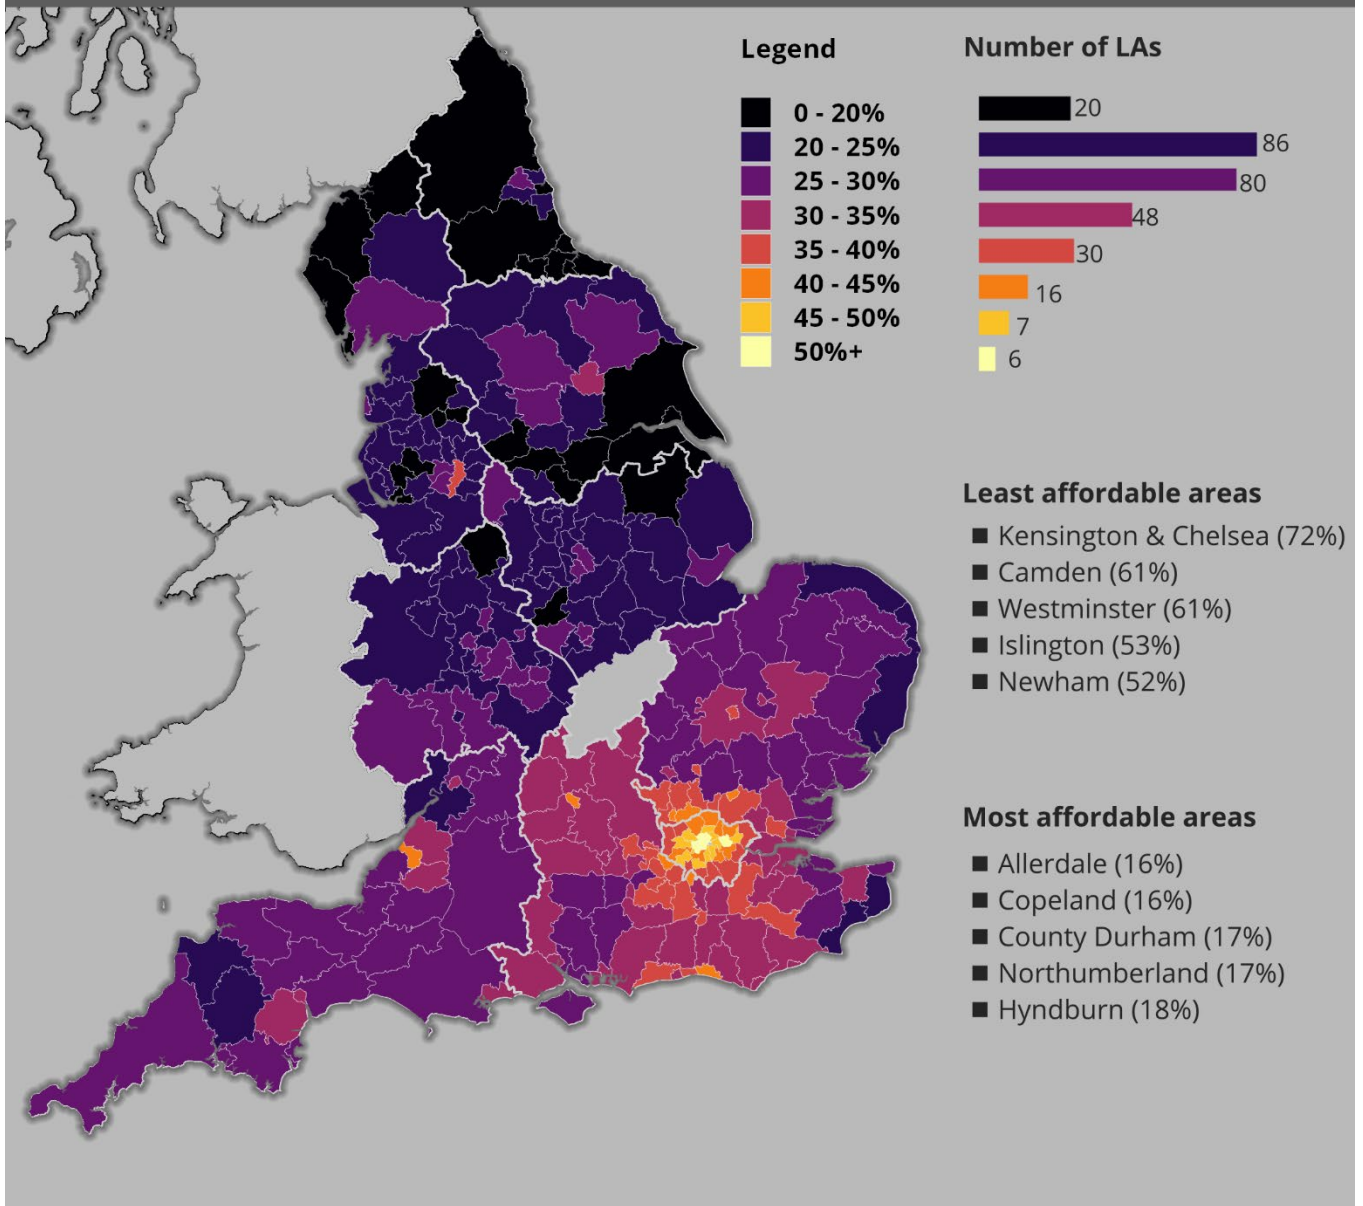 Legend
0 - 20%
20 - 25%
25 - 30%
30 - 35%
35 - 40%
40 - 45%
45 - 50%
50%+
Number of LAs
20
86
80
48
30
16
7
6
Least affordable areas
■ Kensington & Chelsea (72%)
■ Camden (61%)
■ Westminster (61%)
■ Islington (53%)
■ Newham (52%)
Most affordable areas
■ Allerdale (16%)
■ Copeland (16%)
■ County Durham (17%)
■ Northumberland (17%)
■ Hyndburn (18%)